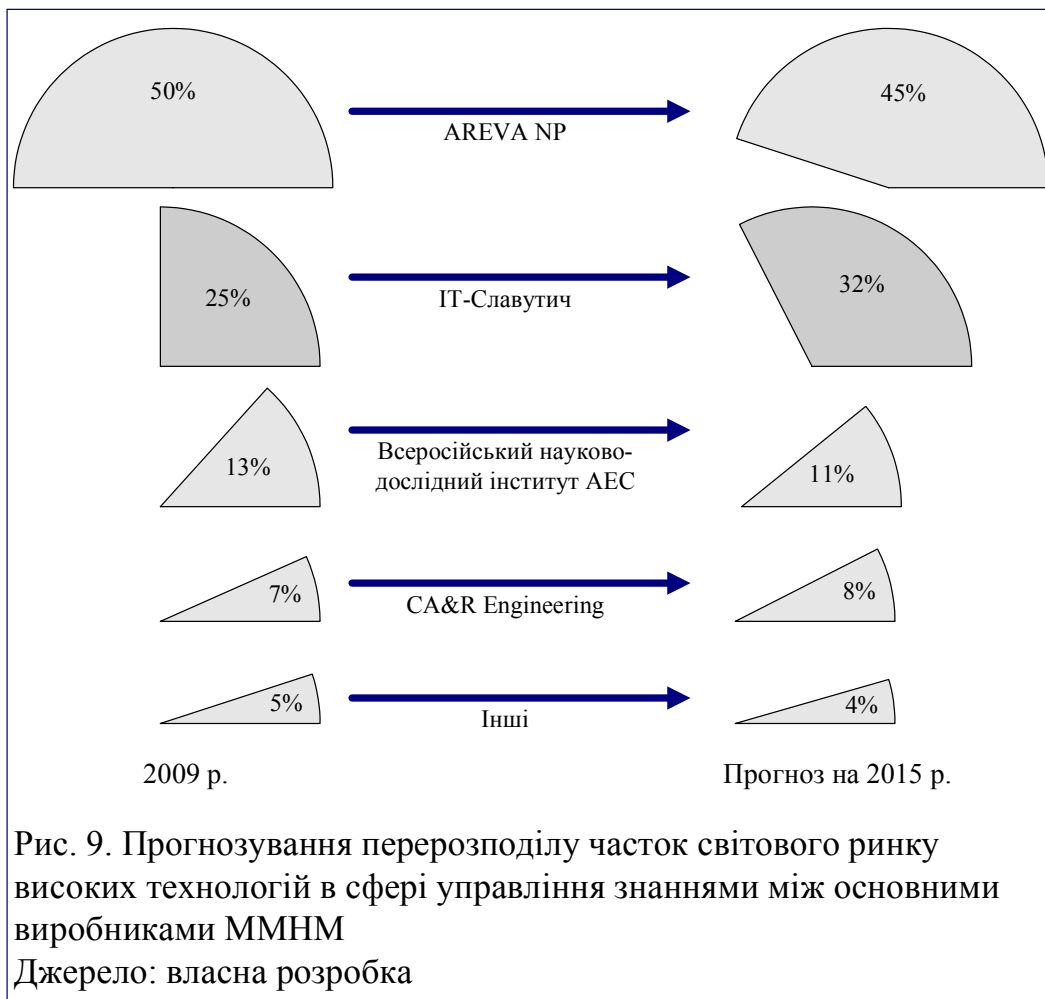 50%
45%
AREVA NP
25%
32%
ІТ-Славутич
13%
11%
Всеросійський науково-
дослідний інститут АЕС
7%
8%
CA&R Engineering
5%
4%
Інші
2009 р.
Прогноз на 2015 р.
Рис. 9. Прогнозування перерозподілу часток світового ринку
високих технологій в сфері управління знаннями між основними
виробниками ММНМ
Джерело: власна розробка